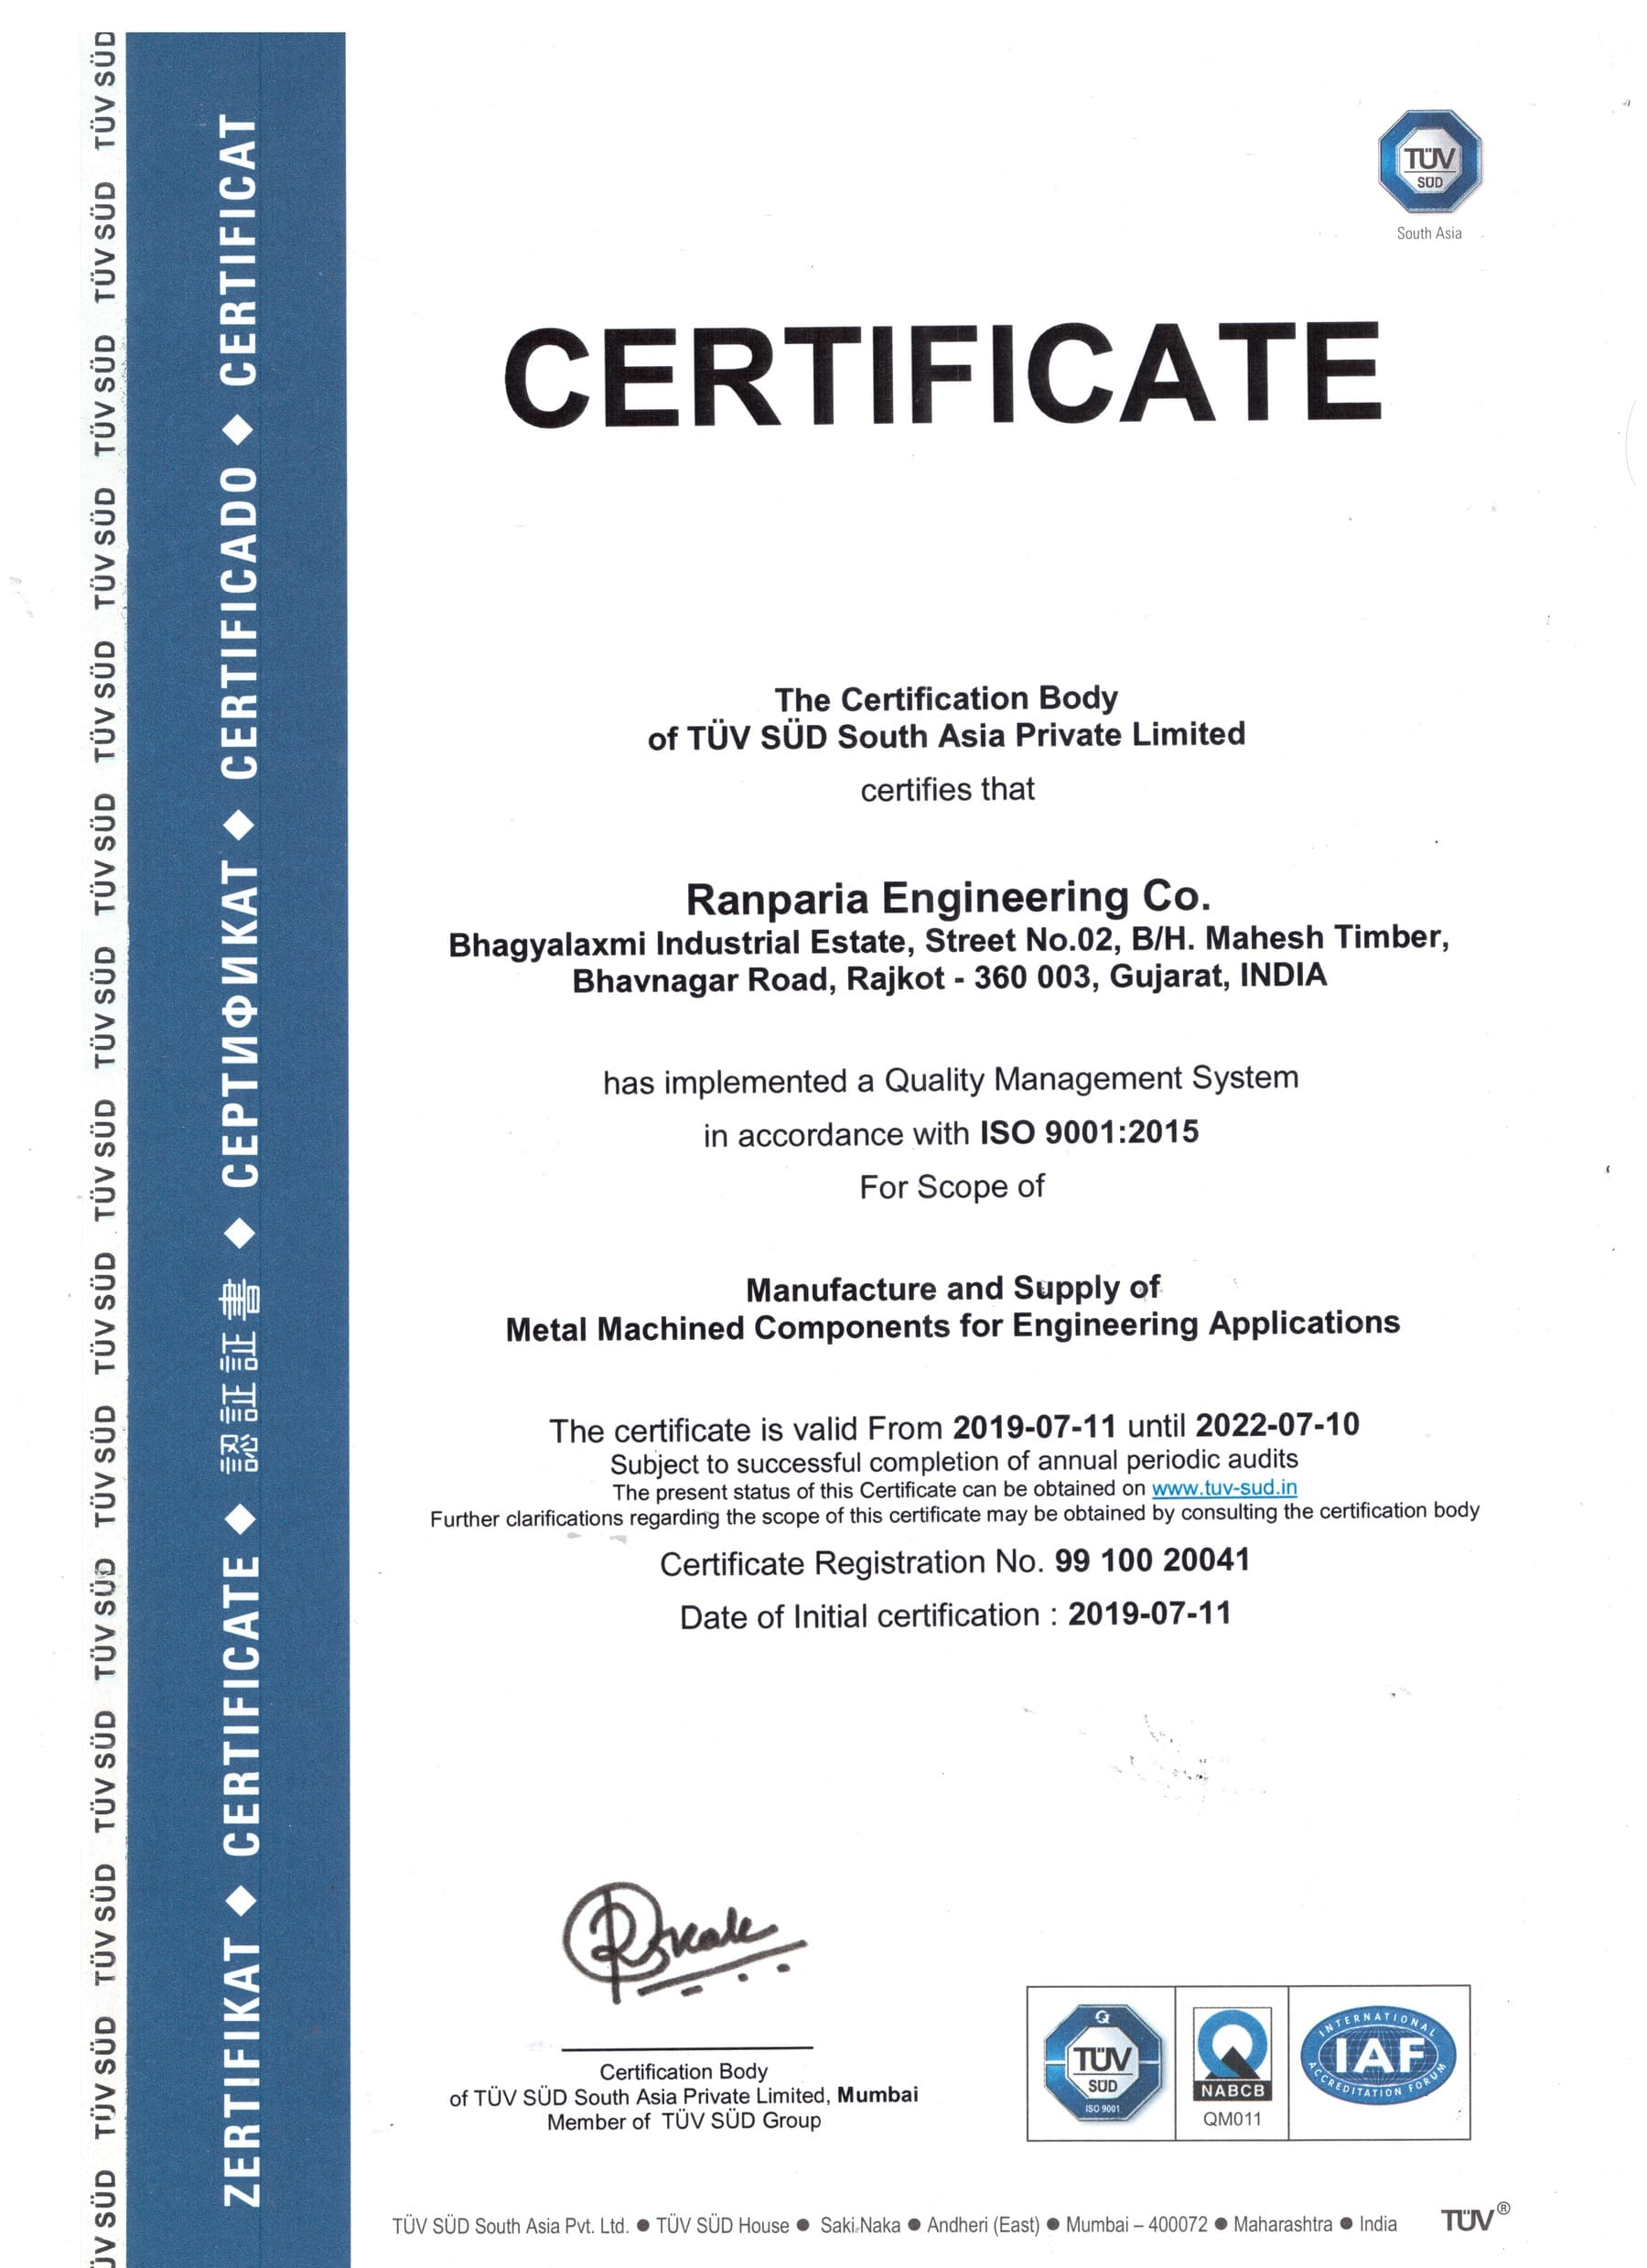 TÜV SÜD TÜV SÜD TÜV SÜD TÜV SÜD TÜV SÜD TÜV SÜD TÜV SÜD TÜV SÜD TÜV SÜD TÜV SÜD TÜV SÜD TÜV SÜD TÜV SÜD TÜV SÜD ÜV SÜD
ZERTIFIKAT ◆ CERTIFICATE ◆ 認証証書 ◆ СЕРТИФИКАТ ◆ CERTIFICADO ◆ CERTIFICAT
TÜV
SÜD
South Asia
CERTIFICATE
The Certification Body
of TÜV SÜD South Asia Private Limited
certifies that
Ranparia Engineering Co.
Bhagyalaxmi Industrial Estate, Street No.02, B/H. Mahesh Timber,
Bhavnagar Road, Rajkot - 360 003, Gujarat, INDIA
has implemented a Quality Management System
in accordance with ISO 9001:2015
For Scope of
Manufacture and Supply of
Metal Machined Components for Engineering Applications
The certificate is valid From 2019-07-11 until 2022-07-10
Subject to successful completion of annual periodic audits
The present status of this Certificate can be obtained on www.tuv-sud.in
Further clarifications regarding the scope of this certificate may be obtained by consulting the certification body
Certificate Registration No. 99 100 20041
Date of Initial certification : 2019-07-11
Certification Body
of TÜV SÜD South Asia Private Limited, Mumbai
Member of TÜV SÜD Group
Q
TÜV
SÜD
ISO 9001
NABCB
QM011
INTERNATIONAL
IAF
ACCREDITATION FORUM
TÜV SÜD South Asia Pvt. Ltd. ● TÜV SÜD House ● Saki Naka ● Andheri (East) ● Mumbai – 400072 ● Maharashtra ● India
TÜV®